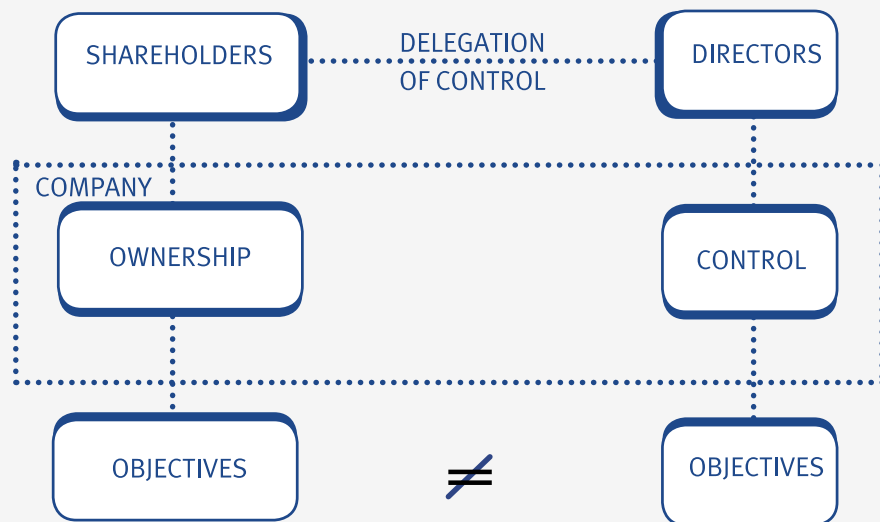 SHAREHOLDERS
DELEGATION
OF CONTROL
DIRECTORS
COMPANY
OWNERSHIP
CONTROL
OBJECTIVES
≠
OBJECTIVES